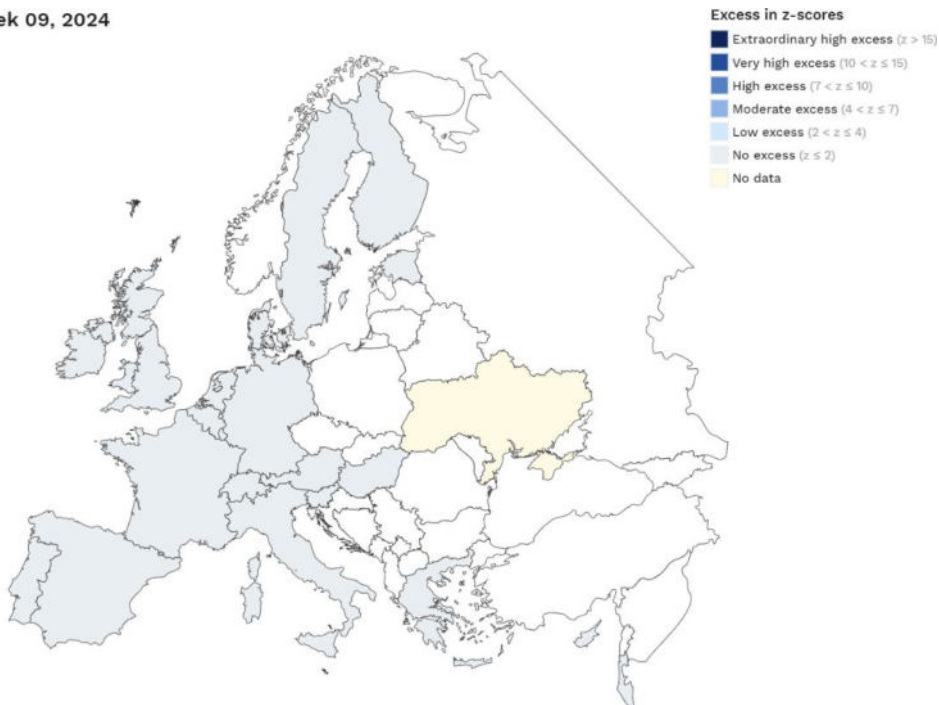 ek 09, 2024
Excess in z-scores
Extraordinary high excess (z > 15)
Very high excess (10 < z ≤ 15)
High excess (7 < z ≤ 10)
Moderate excess (4 < z ≤ 7)
Low excess (2 < z ≤ 4)
No excess (z ≤ 2)
No data